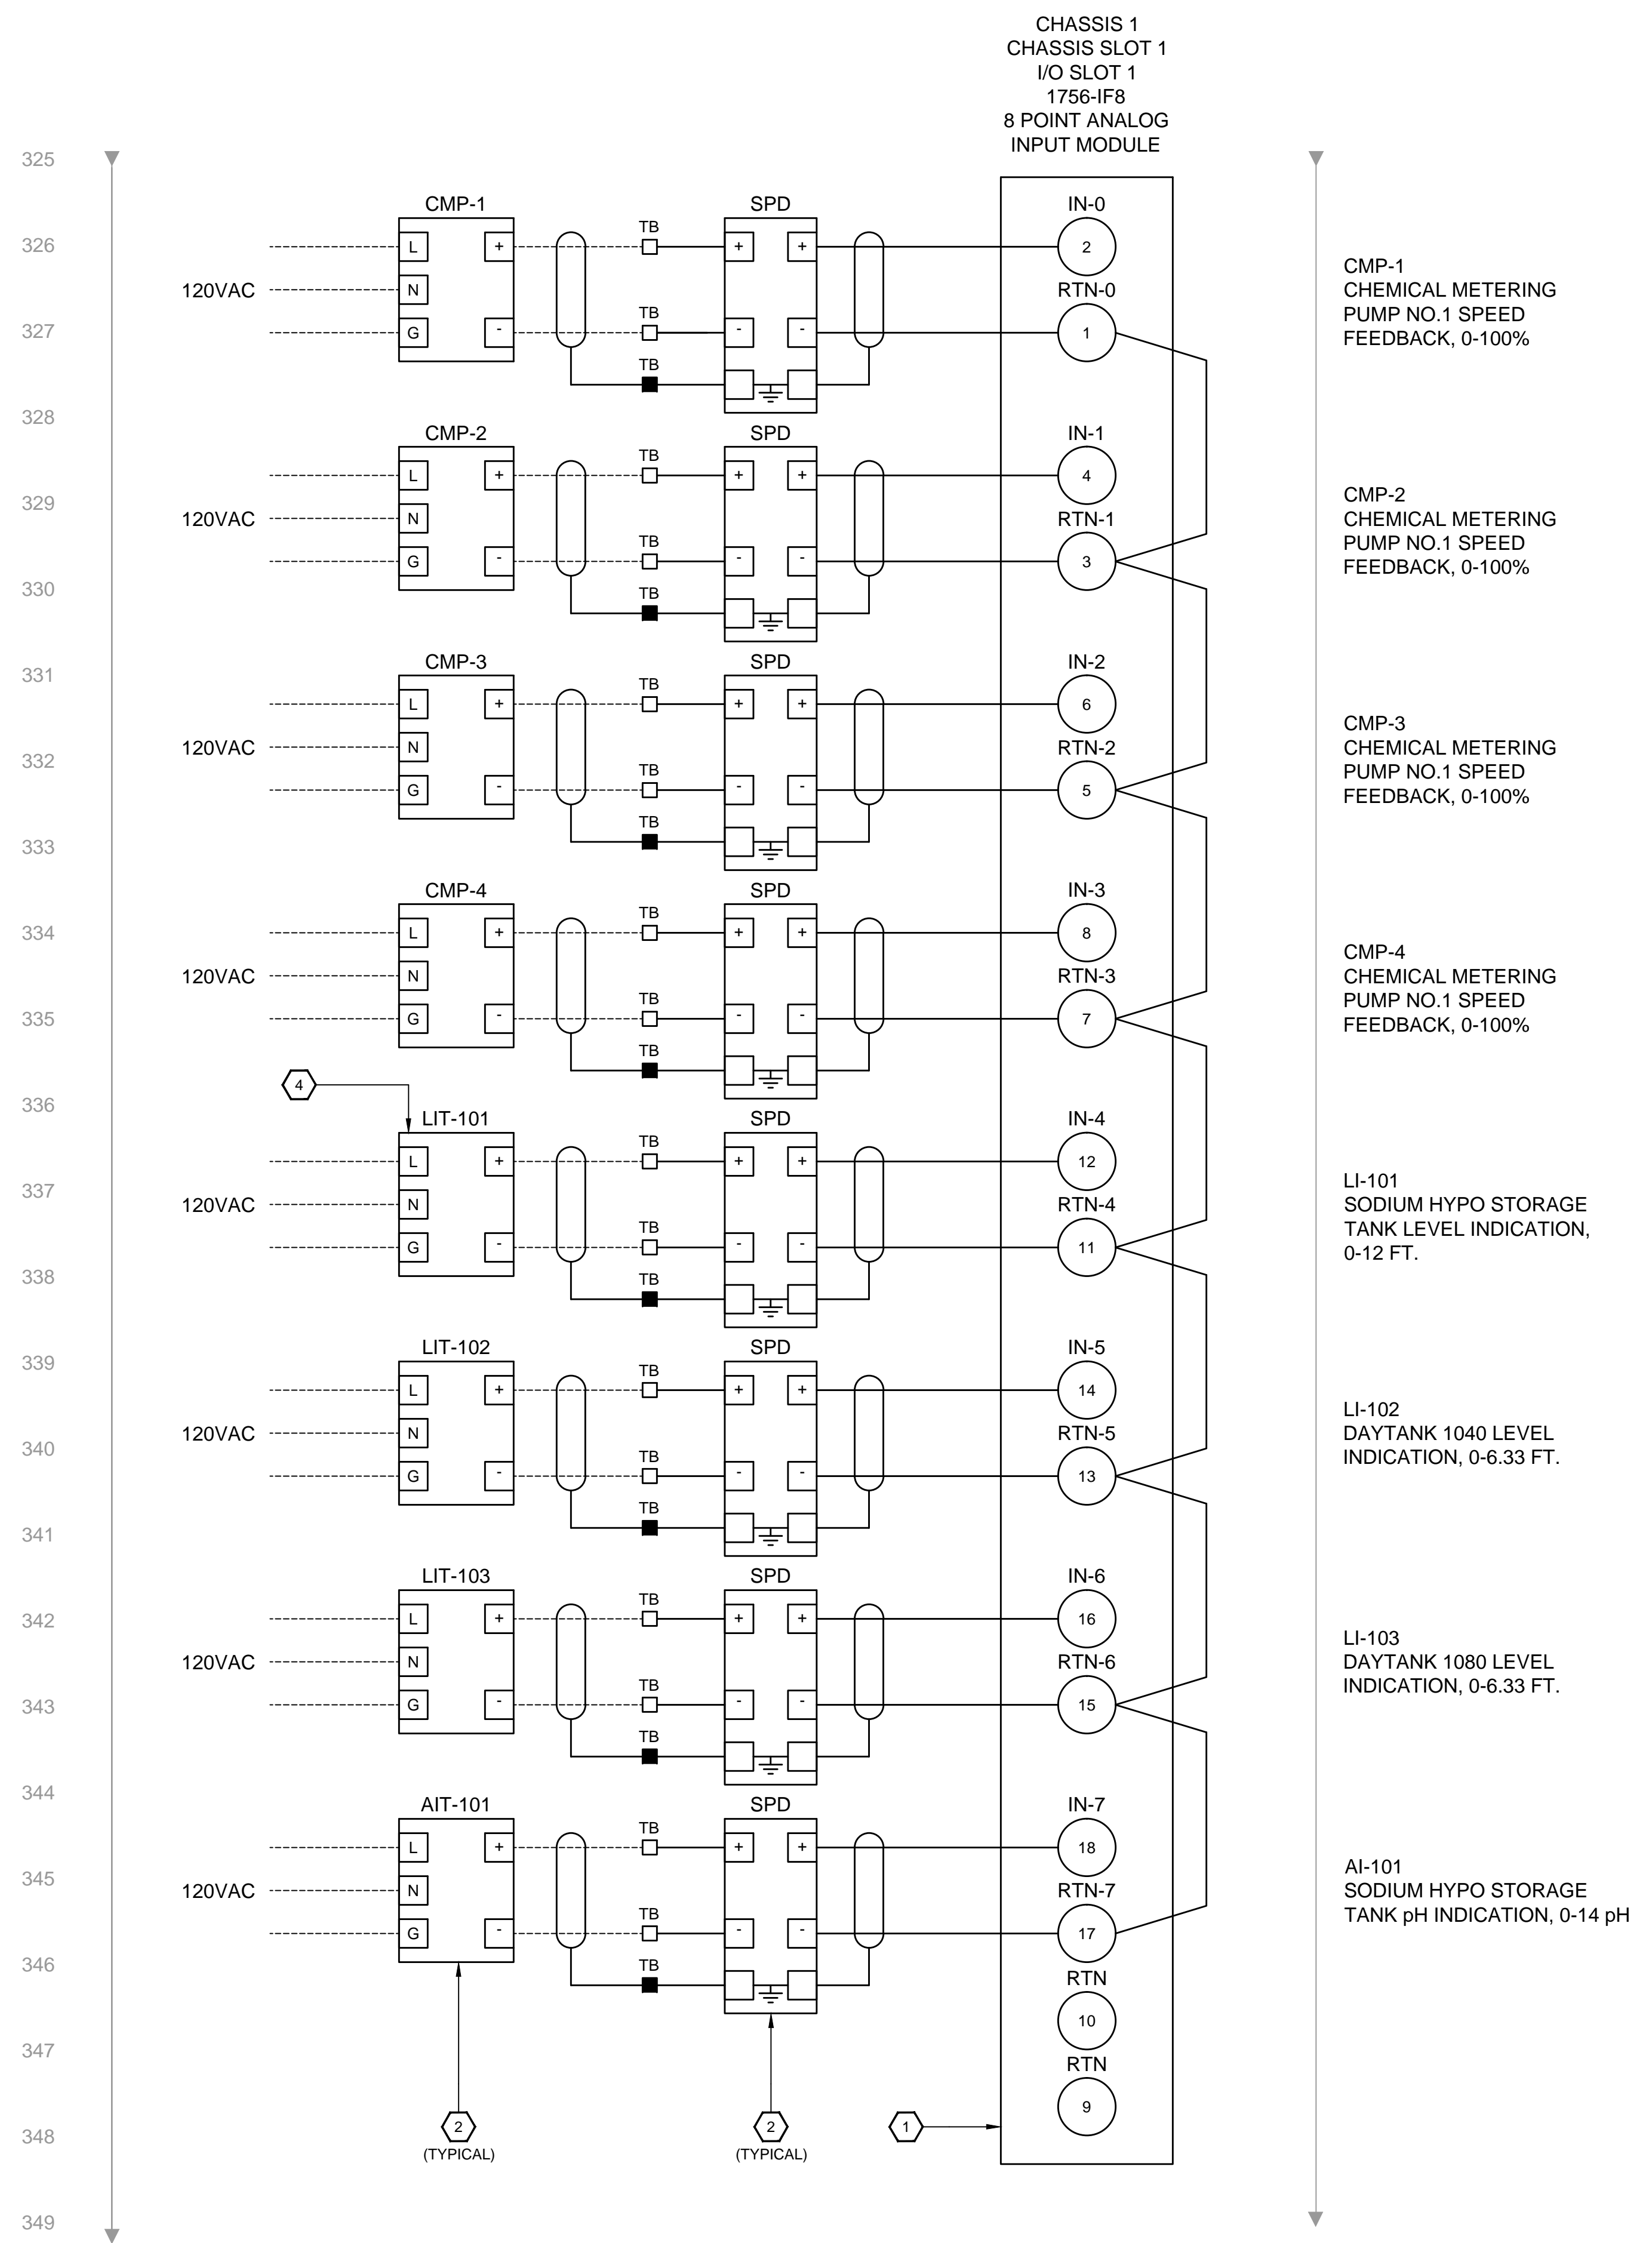 CHASSIS 1
CHASSIS SLOT 1
I/O SLOT 1
1756-IF8
8 POINT ANALOG
INPUT MODULE
325
CMP-1 SPD IN-0
TB
326 L + + + 2
CMP-1
120VAC N RTN-0
CHEMICAL METERING
TB
327 G - - - 1
PUMP NO.1 SPEED
FEEDBACK, 0-100%
TB
328
CMP-2 SPD IN-1
TB
L + + + 4
329
CMP-2
120VAC N RTN-1
CHEMICAL METERING
PUMP NO.1 SPEED
TB
G - - - 3
FEEDBACK, 0-100%
330
TB
331
CMP-3 SPD IN-2
TB
L + + + 6
CMP-3
120VAC N RTN-2
CHEMICAL METERING
332
TB
PUMP NO.1 SPEED
G - - - 5
FEEDBACK, 0-100%
TB
333
CMP-4 SPD IN-3
TB
334 L + + + 8
CMP-4
120VAC N RTN-3
CHEMICAL METERING
TB
PUMP NO.1 SPEED
335 G - - - 7
FEEDBACK, 0-100%
TB
4
336
LIT-101 SPD IN-4
TB
L + + + 12
LI-101
337
120VAC N RTN-4
SODIUM HYPO STORAGE
TB
TANK LEVEL INDICATION,
G - - - 11
0-12 FT.
338
TB
339
LIT-102 SPD IN-5
TB
L + + + 14
LI-102
120VAC N RTN-5
DAYTANK 1040 LEVEL
340
INDICATION, 0-6.33 FT.
TB
G - - - 13
TB
341
LIT-103 SPD IN-6
TB
342 L + + + 16
LI-103
120VAC N RTN-6
DAYTANK 1080 LEVEL
INDICATION, 0-6.33 FT.
TB
343 G - - - 15
TB
344
AIT-101 SPD IN-7
TB
L + + + 18
AI-101
345
120VAC N RTN-7
SODIUM HYPO STORAGE
TB
TANK pH INDICATION, 0-14 pH
G - - - 17
346
TB
RTN
10
347
RTN
9
2 2 1
348
(TYPICAL) (TYPICAL)
349